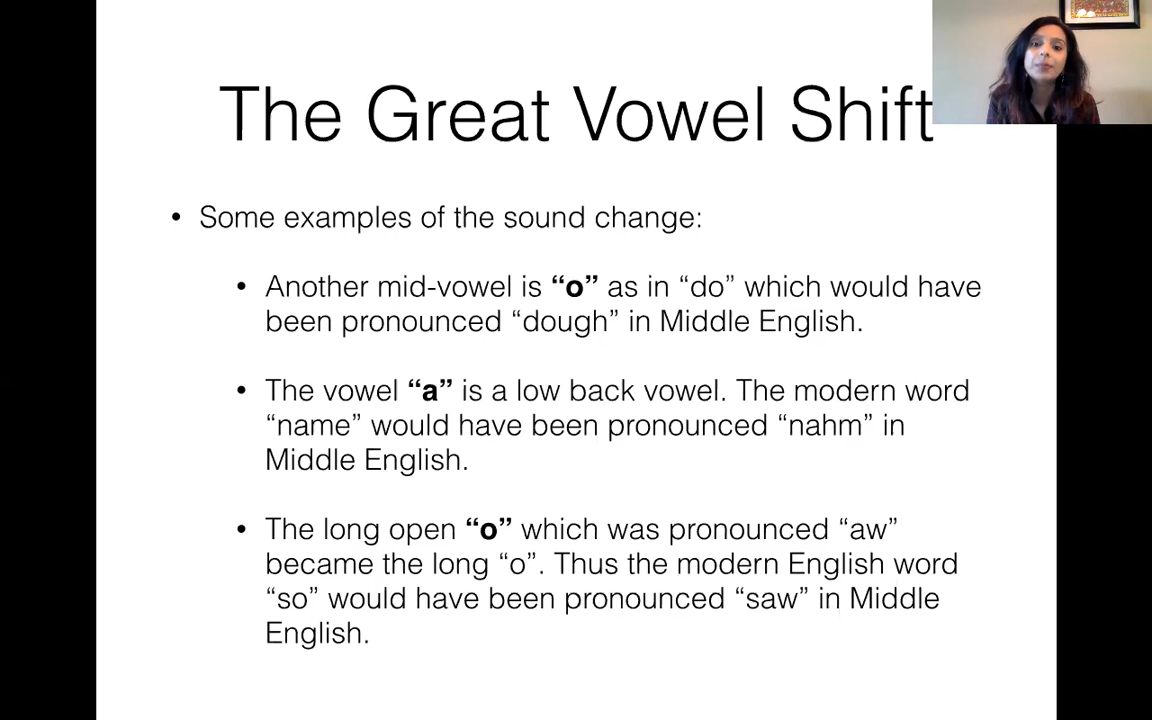 The Great Vowel Shift
• Some examples of the sound change:
• Another mid-vowel is “o” as in “do” which would have
been pronounced “dough” in Middle English.
• The vowel “a” is a low back vowel. The modern word
“name” would have been pronounced “nahm” in
Middle English.
• The long open “o” which was pronounced “aw”
became the long “o”. Thus the modern English word
“so” would have been pronounced “saw” in Middle
English.